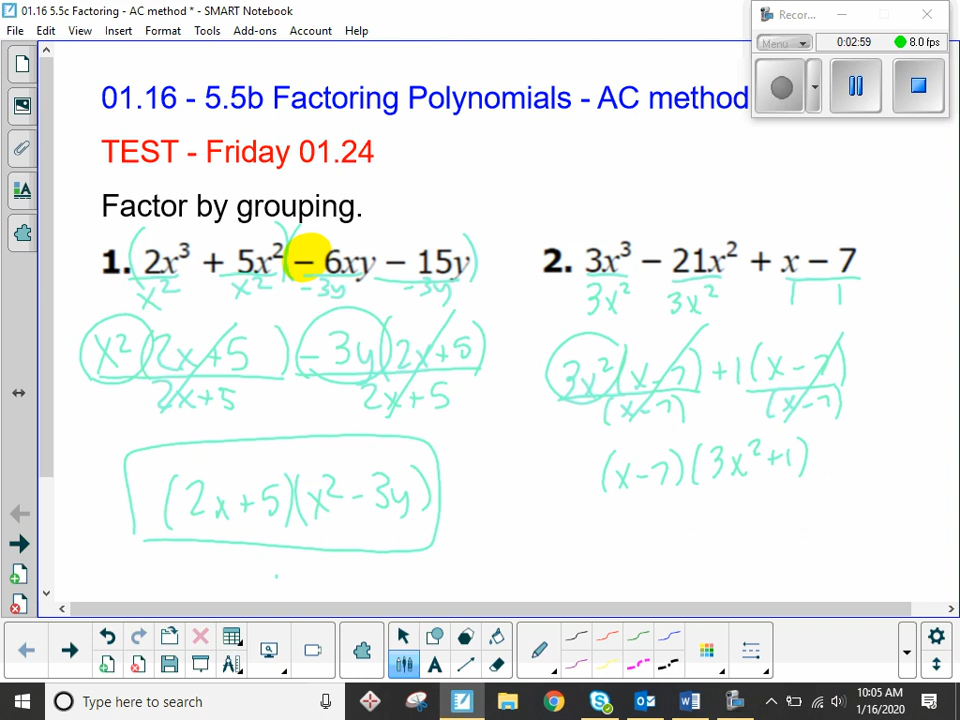 01.16 5.5c Factoring - AC method * - SMART Notebook
File Edit View Insert Format Tools Add-ons Account Help
Recor...
Menu 0:02:59 8.0 fps
01.16 - 5.5b Factoring Polynomials - AC method
TEST - Friday 01.24
Factor by grouping.
1. (2x³ + 5x²)(- 6xy - 15y)
x² x² -3y -3y
x²(2x+5) -3y(2x+5)
2x+5 2x+5
(2x+5)(x²-3y)
2. 3x³ - 21x² + x - 7
3x² 3x² 1 1
3x²(x-7) +1(x-7)
(x-7) (x-7)
(x-7)(3x²+1)
Type here to search
10:05 AM
1/16/2020